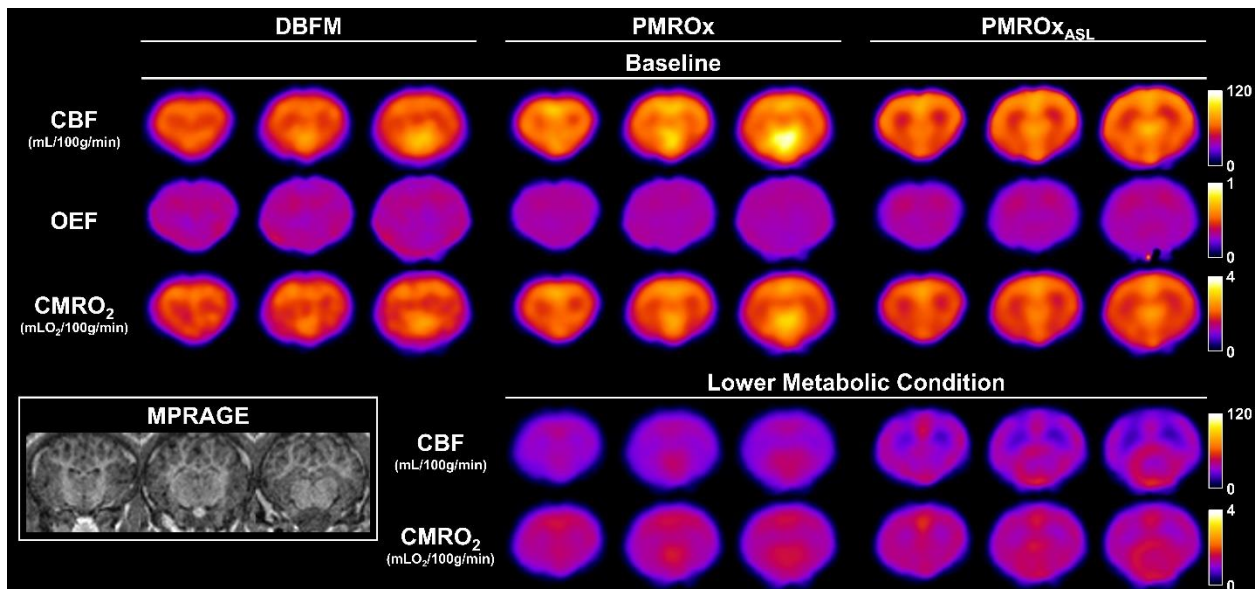 DBFM PMROx PMROxASL
Baseline
CBF
(mL/100g/min)
120
0
OEF
1
0
CMRO2
(mLO2/100g/min)
4
0
Lower Metabolic Condition
MPRAGE
CBF
(mL/100g/min)
120
0
CMRO2
(mLO2/100g/min)
4
0